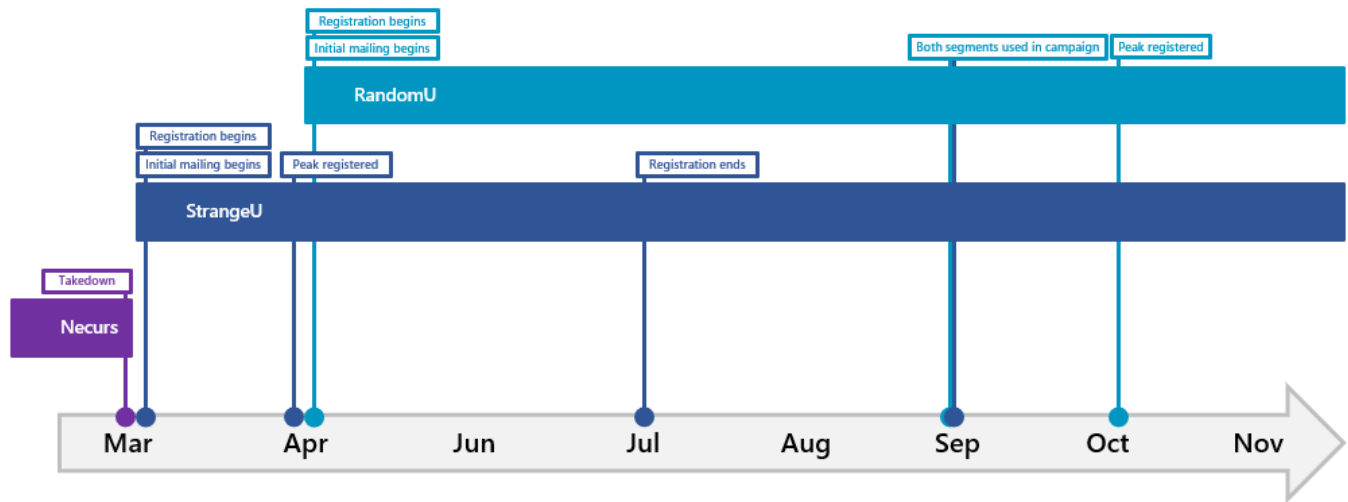 Registration begins
Initial mailing begins
Both segments used in campaign
Peak registered
RandomU
Registration begins
Initial mailing begins
Peak registered
Registration ends
StrangeU
Takedown
Necurs
Mar Apr Jun Jul Aug Sep Oct Nov